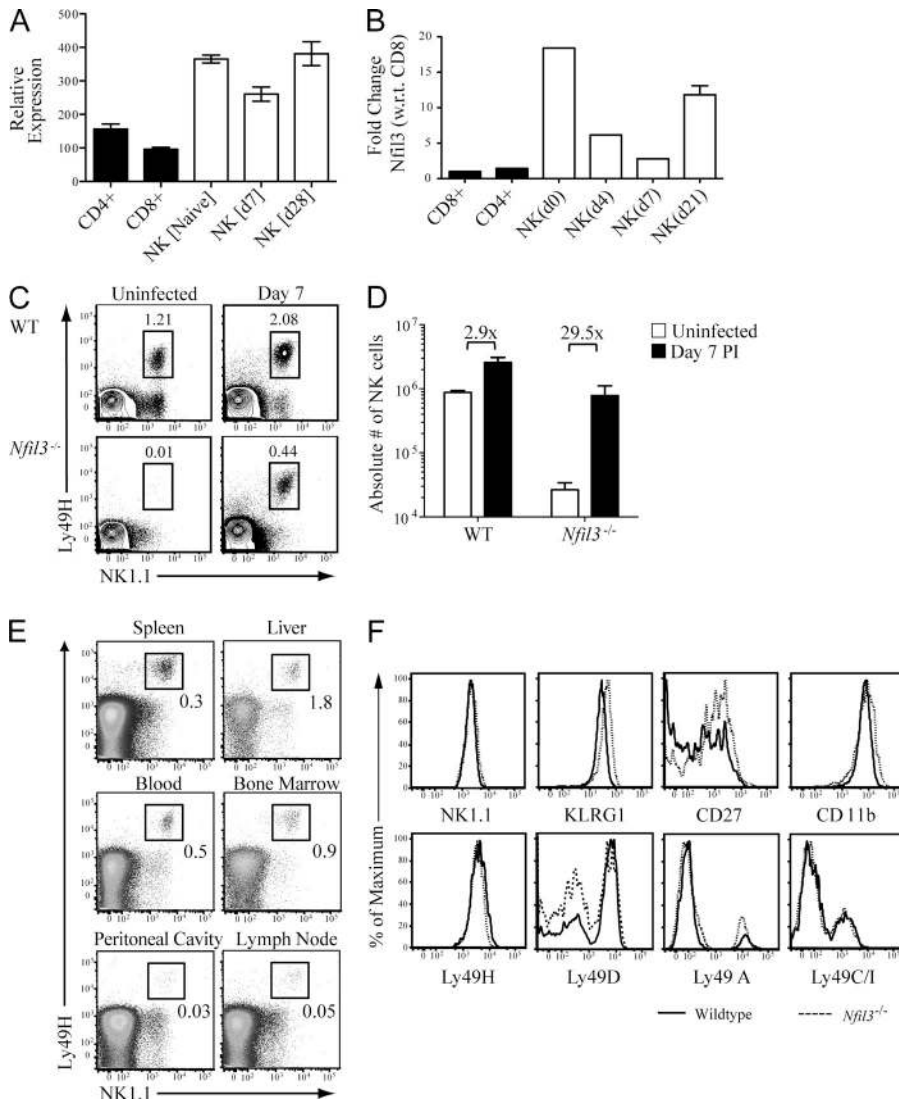 A
Relative
Expression
500
400
300
200
100
0
CD4+
CD8+
NK [Naive]
NK [d7]
NK [d28]
B
Fold Change
Nfil3 (w.r.t. CD8)
20
15
10
5
0
CD8+
CD4+
NK(d0)
NK(d4)
NK(d7)
NK(d21)
C
Uninfected
Day 7
WT
1.21
2.08
Nfil3-/-
0.01
0.44
Ly49H
NK1.1
D
Absolute # of NK cells
10^7
10^6
10^5
10^4
2.9x
29.5x
Uninfected
Day 7 PI
WT
Nfil3-/-
E
Spleen
Liver
0.3
1.8
Blood
Bone Marrow
0.5
0.9
Peritoneal Cavity
Lymph Node
0.03
0.05
Ly49H
NK1.1
F
% of Maximum
NK1.1
KLRG1
CD27
CD 11b
Ly49H
Ly49D
Ly49 A
Ly49C/I
Wildtype
Nfil3-/-